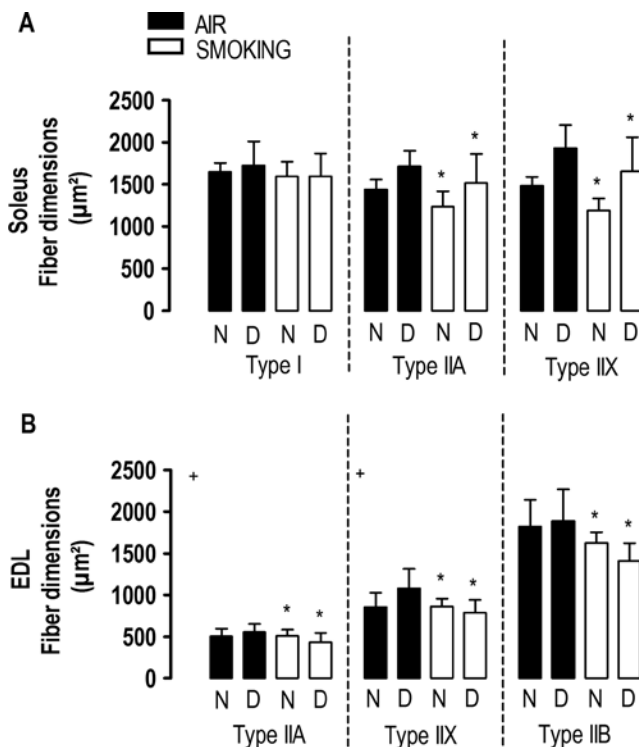 A
AIR
SMOKING
Soleus
Fiber dimensions
(µm²)
2500
2000
1500
1000
500
0
* * * *
N D N D N D N D N D N D
Type I Type IIA Type IIX
B
EDL
Fiber dimensions
(µm²)
2500
2000
1500
1000
500
0
+ +
* * * * * *
N D N D N D N D N D N D
Type IIA Type IIX Type IIB